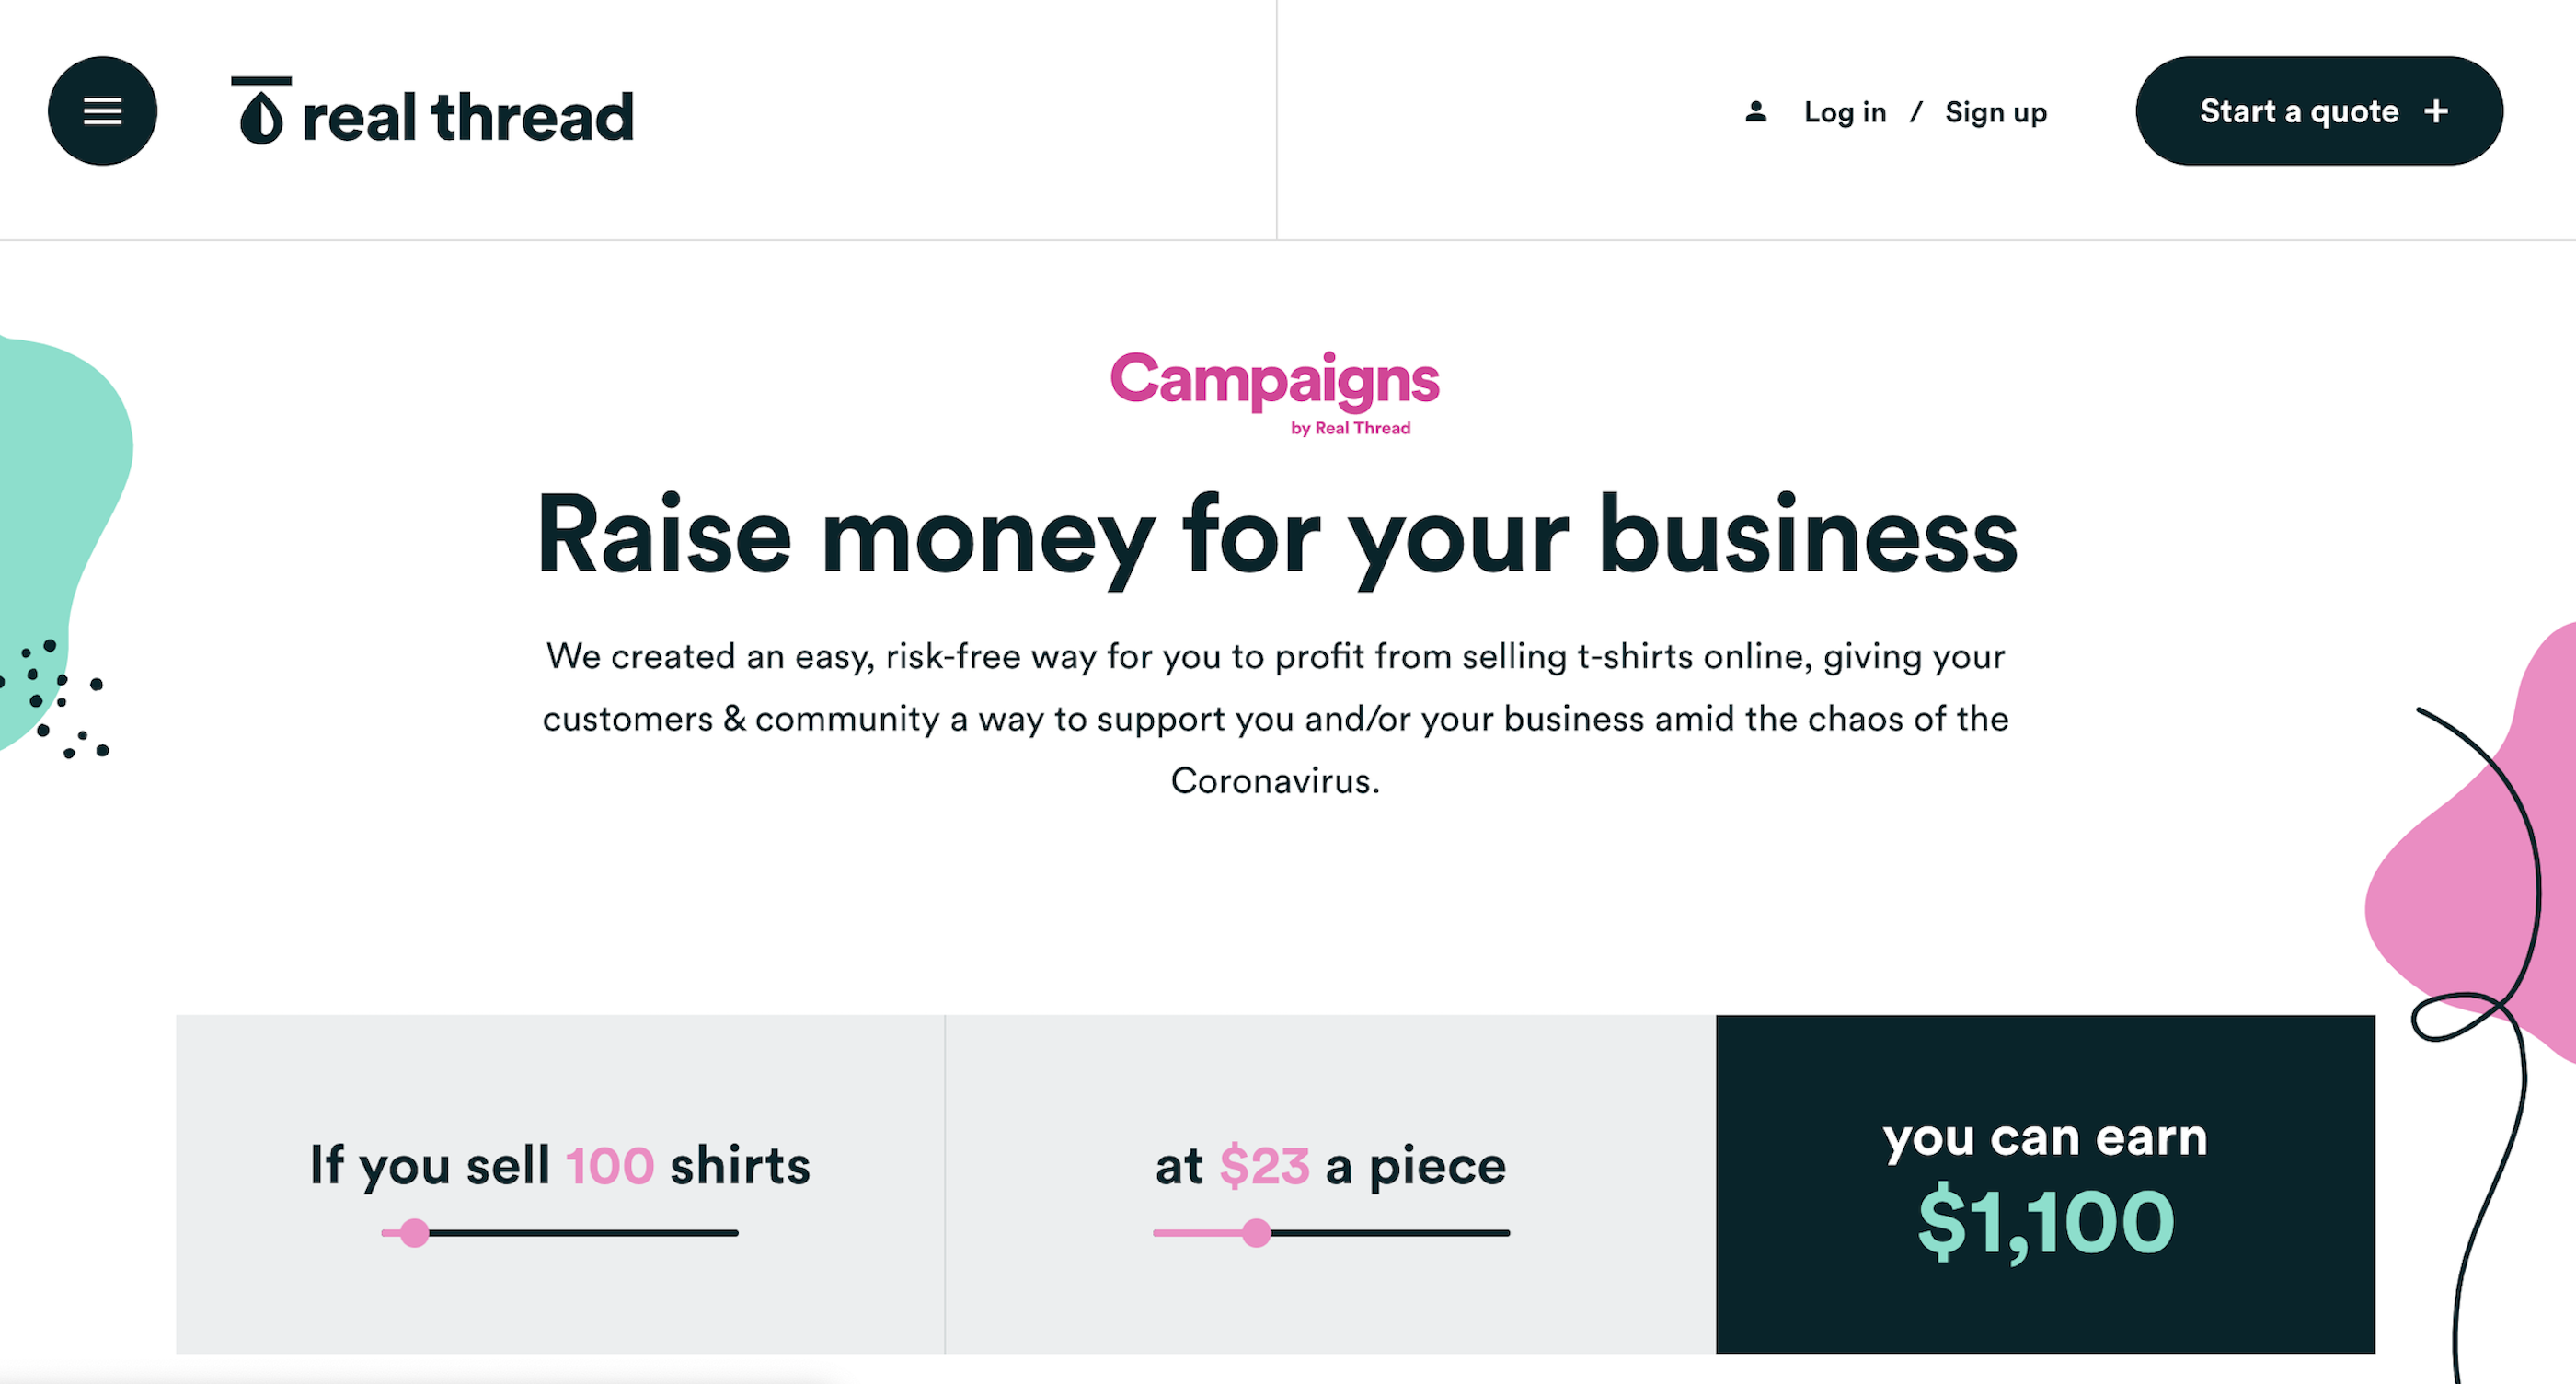 real thread
Log in / Sign up
Start a quote +
Campaigns
by Real Thread
Raise money for your business
We created an easy, risk-free way for you to profit from selling t-shirts online, giving your
customers & community a way to support you and/or your business amid the chaos of the
Coronavirus.
If you sell 100 shirts
at $23 a piece
you can earn
$1,100